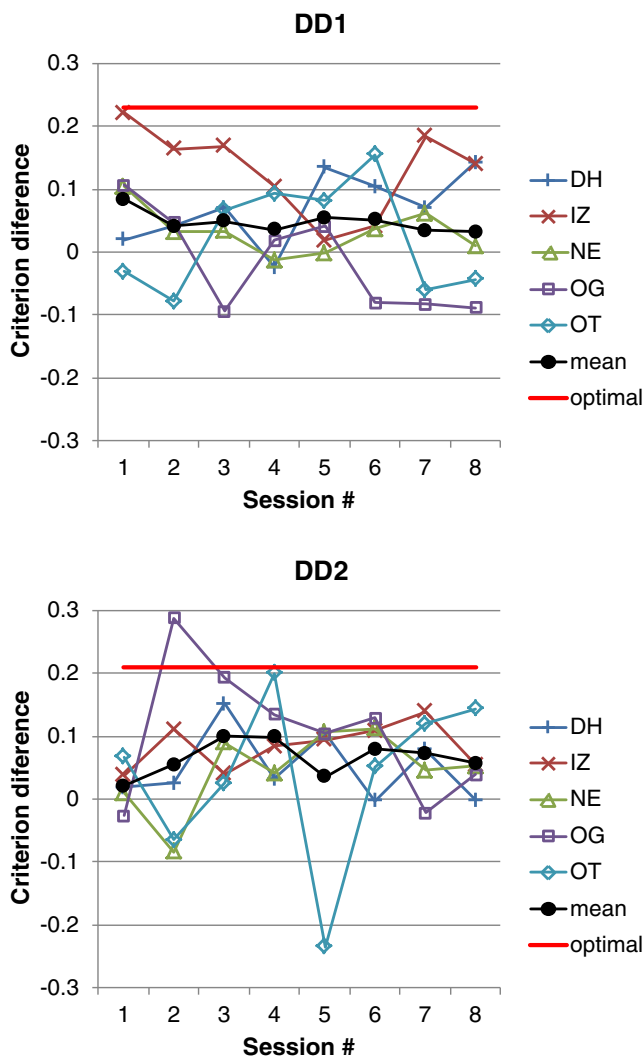 DD1
Criterion diference
0.3
0.2
0.1
0
-0.1
-0.2
-0.3
1 2 3 4 5 6 7 8
Session #
DH
IZ
NE
OG
OT
mean
optimal
DD2
Criterion diference
0.3
0.2
0.1
0
-0.1
-0.2
-0.3
1 2 3 4 5 6 7 8
Session #
DH
IZ
NE
OG
OT
mean
optimal